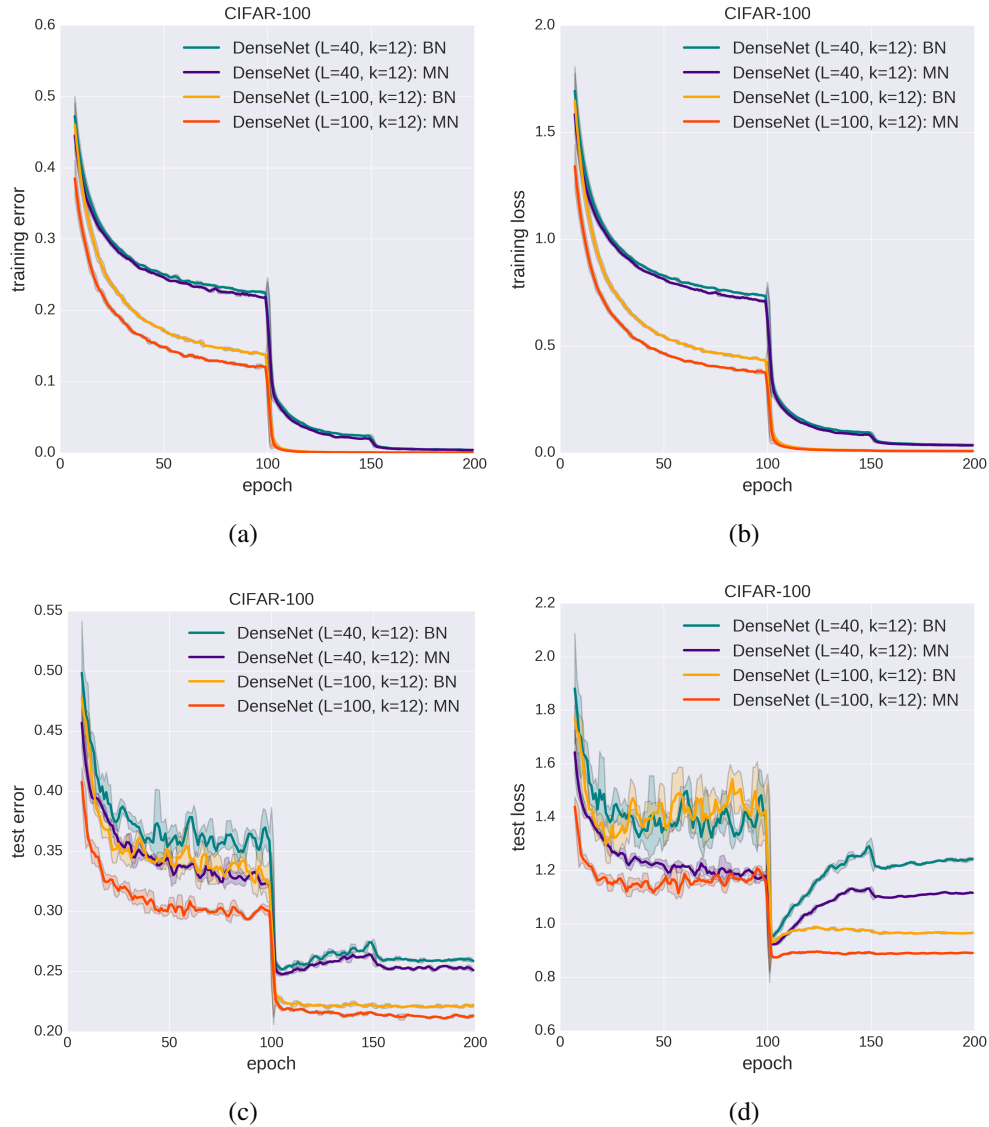 CIFAR-100
0.6
0.5
0.4
0.3
0.2
0.1
0.0
training error
DenseNet (L=40, k=12): BN
DenseNet (L=40, k=12): MN
DenseNet (L=100, k=12): BN
DenseNet (L=100, k=12): MN
0 50 100 150 200
epoch
(a)
CIFAR-100
2.0
1.5
1.0
0.5
0.0
training loss
DenseNet (L=40, k=12): BN
DenseNet (L=40, k=12): MN
DenseNet (L=100, k=12): BN
DenseNet (L=100, k=12): MN
0 50 100 150 200
epoch
(b)
CIFAR-100
0.55
0.50
0.45
0.40
0.35
0.30
0.25
0.20
test error
DenseNet (L=40, k=12): BN
DenseNet (L=40, k=12): MN
DenseNet (L=100, k=12): BN
DenseNet (L=100, k=12): MN
0 50 100 150 200
epoch
(c)
CIFAR-100
2.2
2.0
1.8
1.6
1.4
1.2
1.0
0.8
0.6
test loss
DenseNet (L=40, k=12): BN
DenseNet (L=40, k=12): MN
DenseNet (L=100, k=12): BN
DenseNet (L=100, k=12): MN
0 50 100 150 200
epoch
(d)